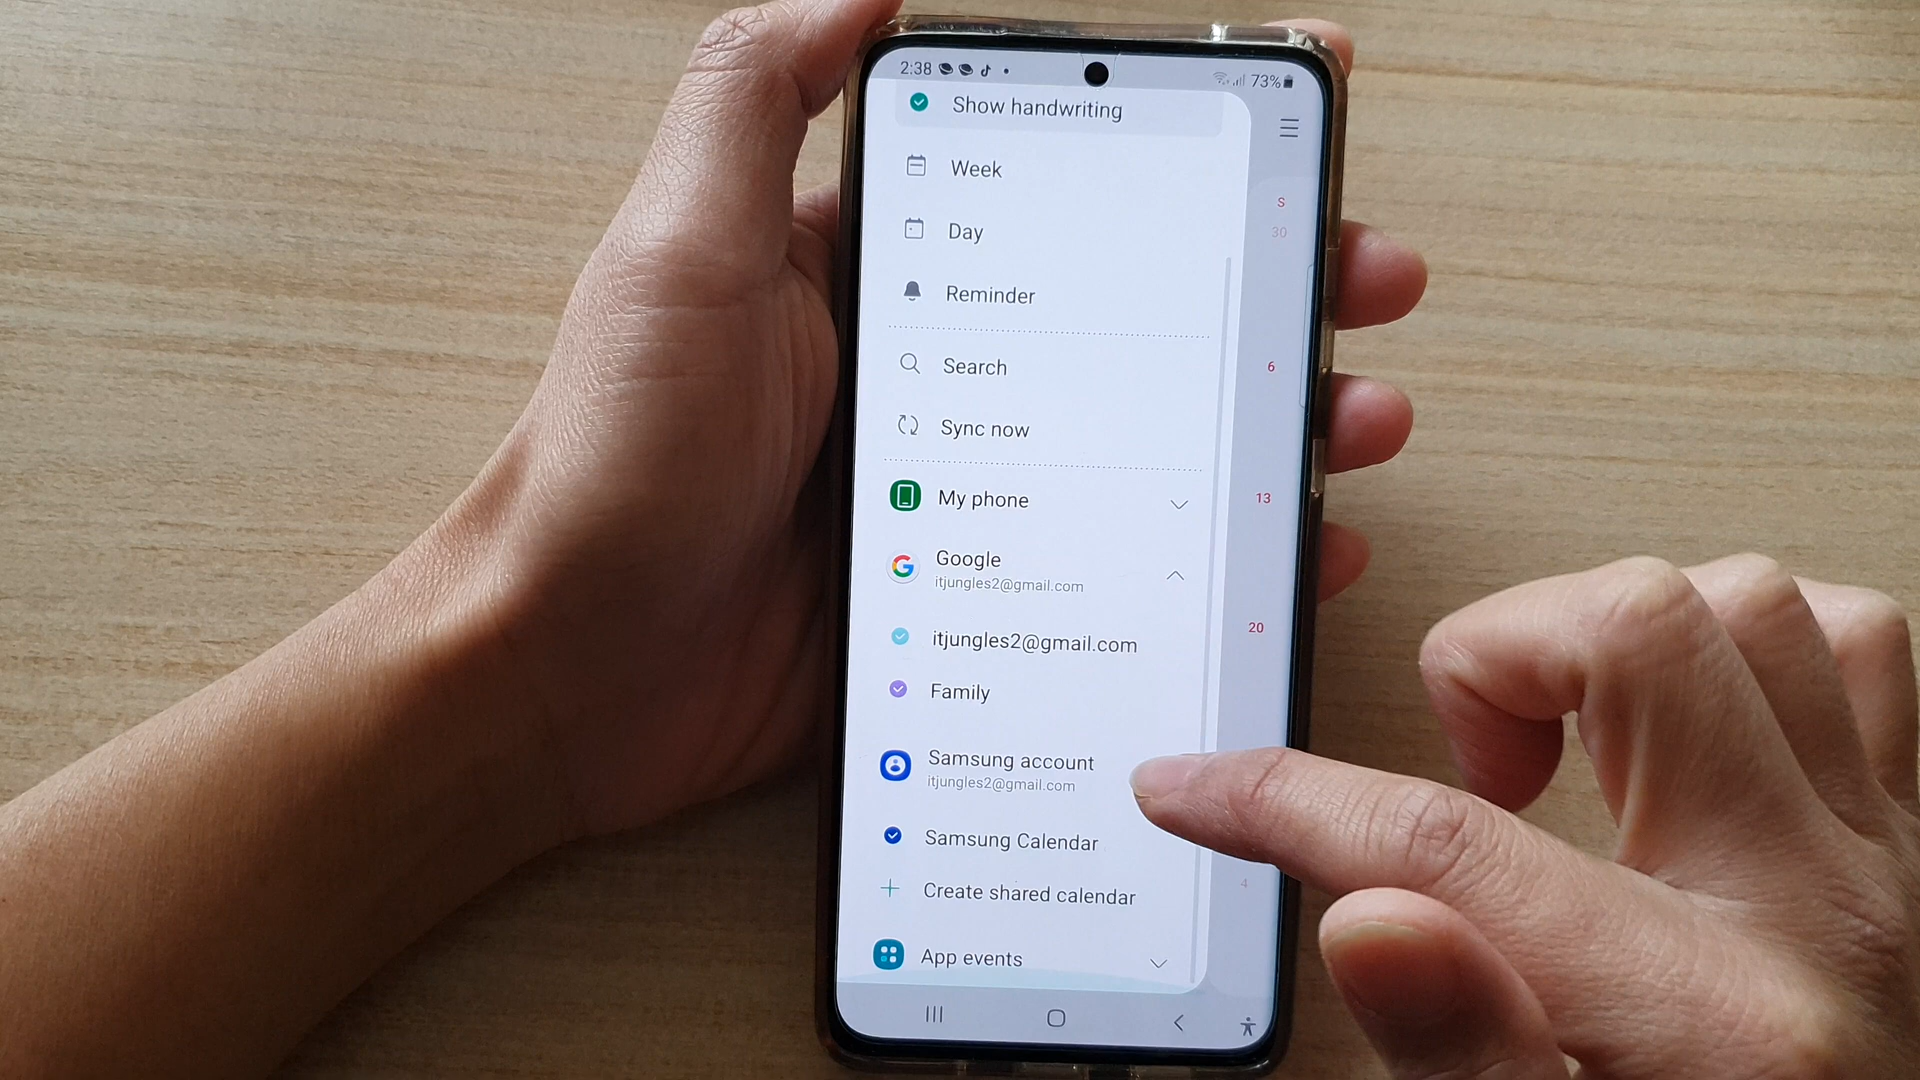 2:38
73%
Show handwriting
Week
Day
Reminder
Search
Sync now
My phone
Google
itjungles2@gmail.com
itjungles2@gmail.com
Family
Samsung account
itjungles2@gmail.com
Samsung Calendar
Create shared calendar
App events
S
30
6
13
20
4